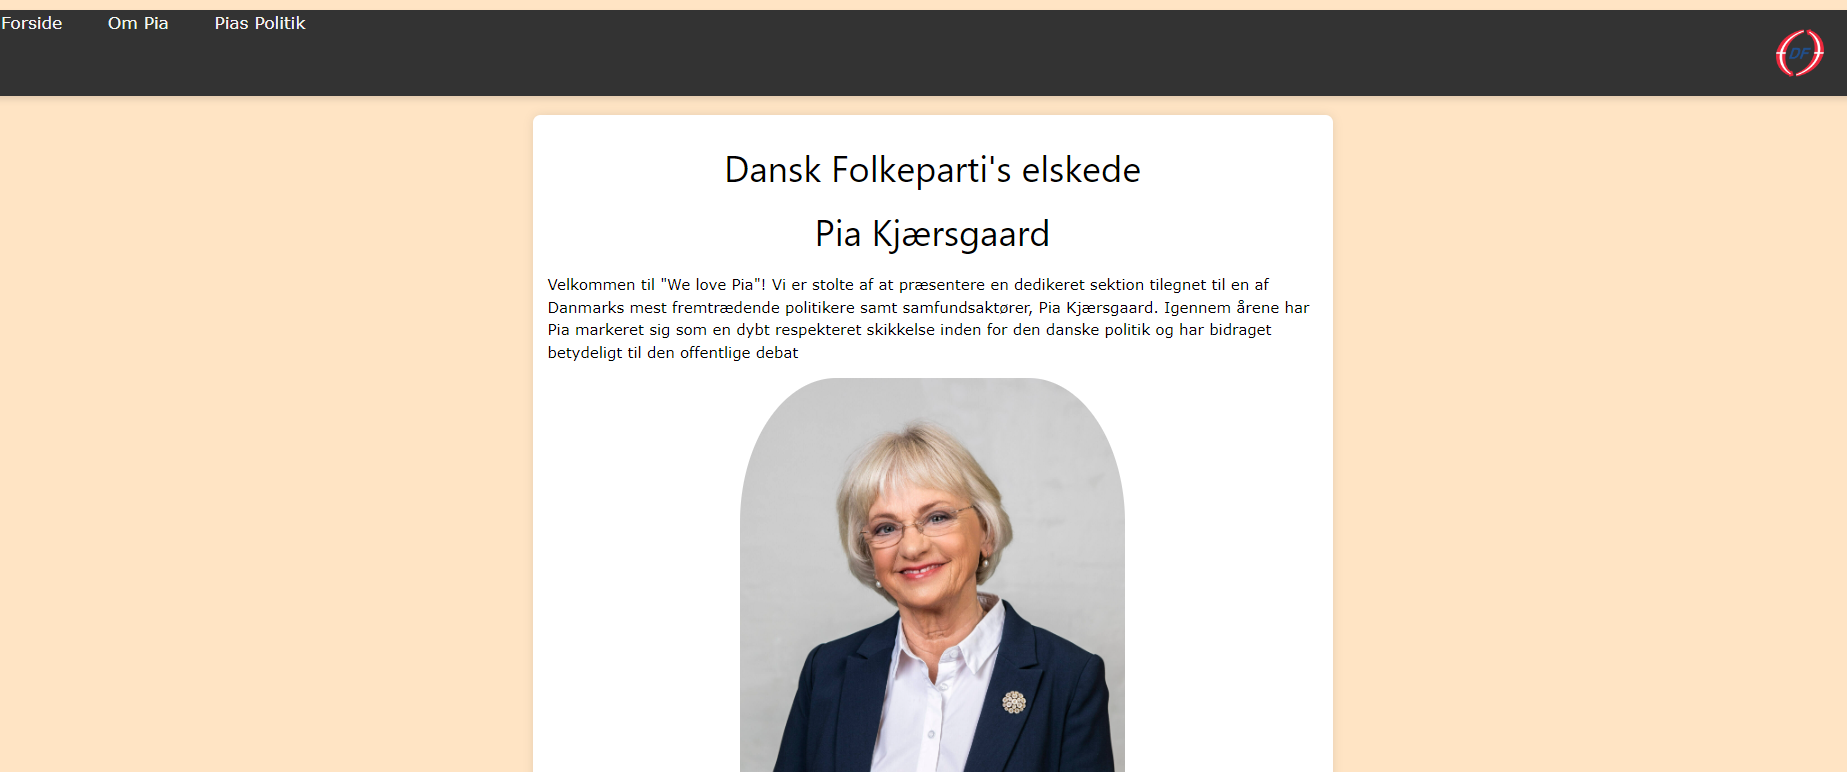 Forside Om Pia Pias Politik
DF
Dansk Folkeparti's elskede
Pia Kjærsgaard
Velkommen til "We love Pia"! Vi er stolte af at præsentere en dedikeret sektion tilegnet til en af
Danmarks mest fremtrædende politikere samt samfundsaktører, Pia Kjærsgaard. Igennem årene har
Pia markeret sig som en dybt respekteret skikkelse inden for den danske politik og har bidraget
betydeligt til den offentlige debat